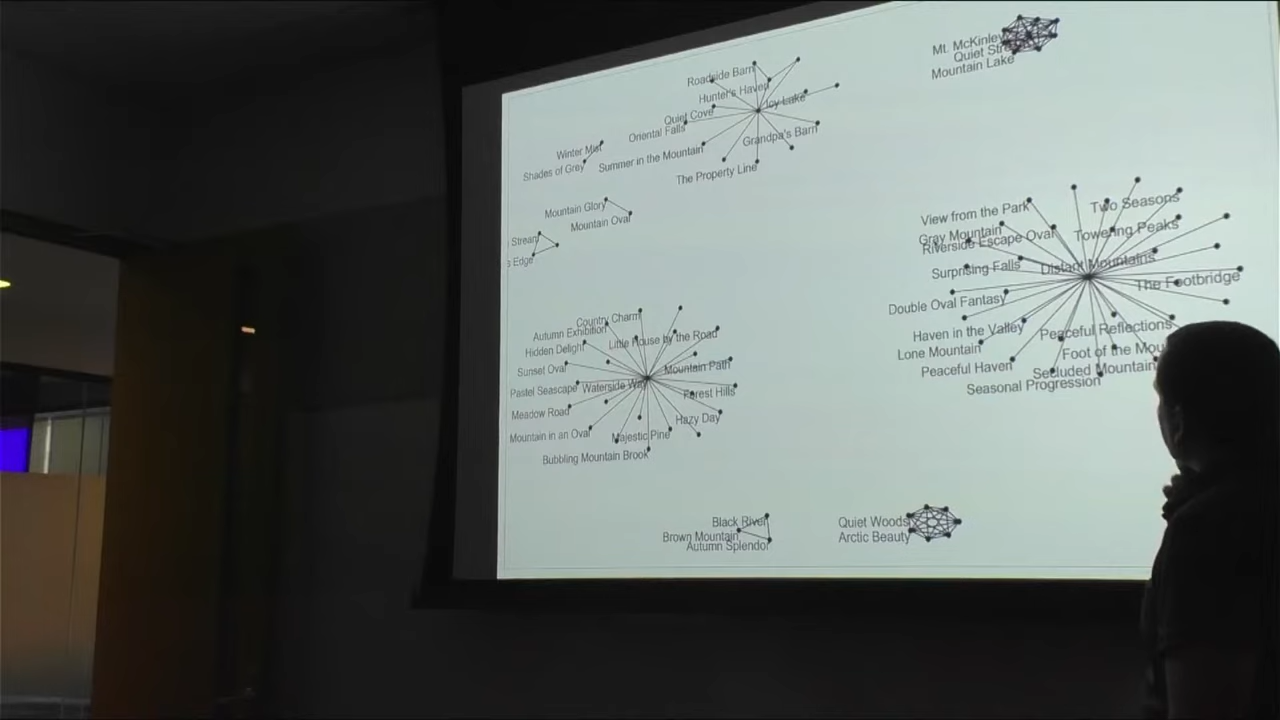 Mt. McKinley
Quiet
Mountain Lake
Roadside Barn
Hunter's Haven
Icy Lake
Quiet Cove
Oriental Falls
Grandpa's Barn
Winter Mist
Shades of Grey
Summer in the Mountain
The Property Line
Mountain Glory
Mountain Oval
Stream
Edge
View from the Park
Two Seasons
Gray Mountain
Riverside Escape Oval
Towering Peaks
Surprising Falls
Distant Mountains
The Footbridge
Double Oval Fantasy
Haven in the Valley
Peaceful Reflections
Lone Mountain
Foot of the Mou
Peaceful Haven
Secluded Mountain
Seasonal Progression
Country Charm
Autumn Exhibition
Little House by the Road
Hidden Delight
Sunset Oval
Mountain Path
Pastel Seascape
Waterside Way
Forest Hills
Meadow Road
Hazy Day
Mountain in an Oval
Majestic Pine
Bubbling Mountain Brook
Black River
Brown Mountain
Autumn Splendor
Quiet Woods
Arctic Beauty